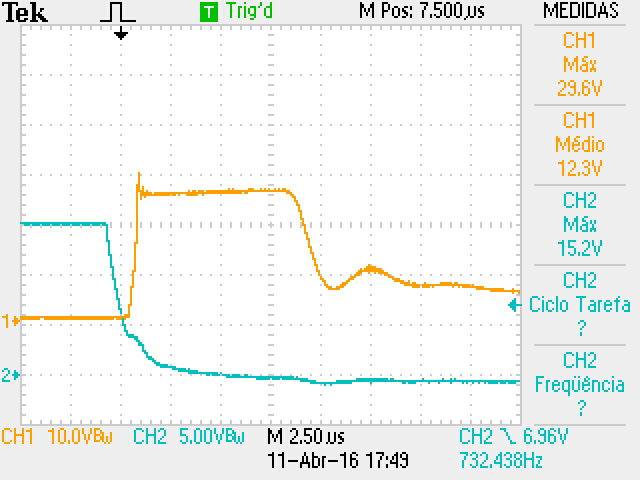 Tek T Trig'd M Pos: 7.500µs MEDIDAS
CH1
Máx
29.6V
CH1
Médio
12.3V
CH2
Máx
15.2V
CH2
Ciclo Tarefa
?
CH2
Freqüência
?
1
2
CH1 10.0VBw CH2 5.00VBw M 2.50µs CH2 6.96V
11-Abr-16 17:49 732.438Hz